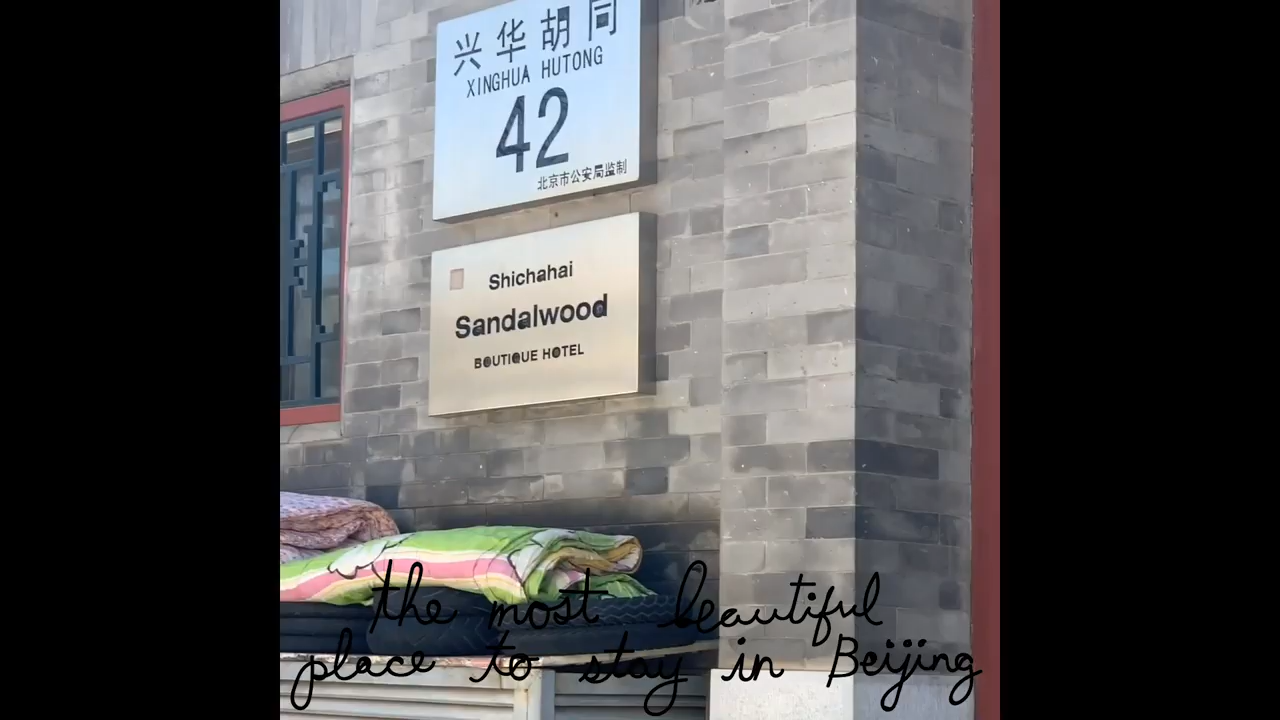 兴华胡同
XINGHUA HUTONG
42
北京市公安局监制
Shichahai
Sandalwood
BOUTIQUE HOTEL
the most beautiful
place to stay in Beijing